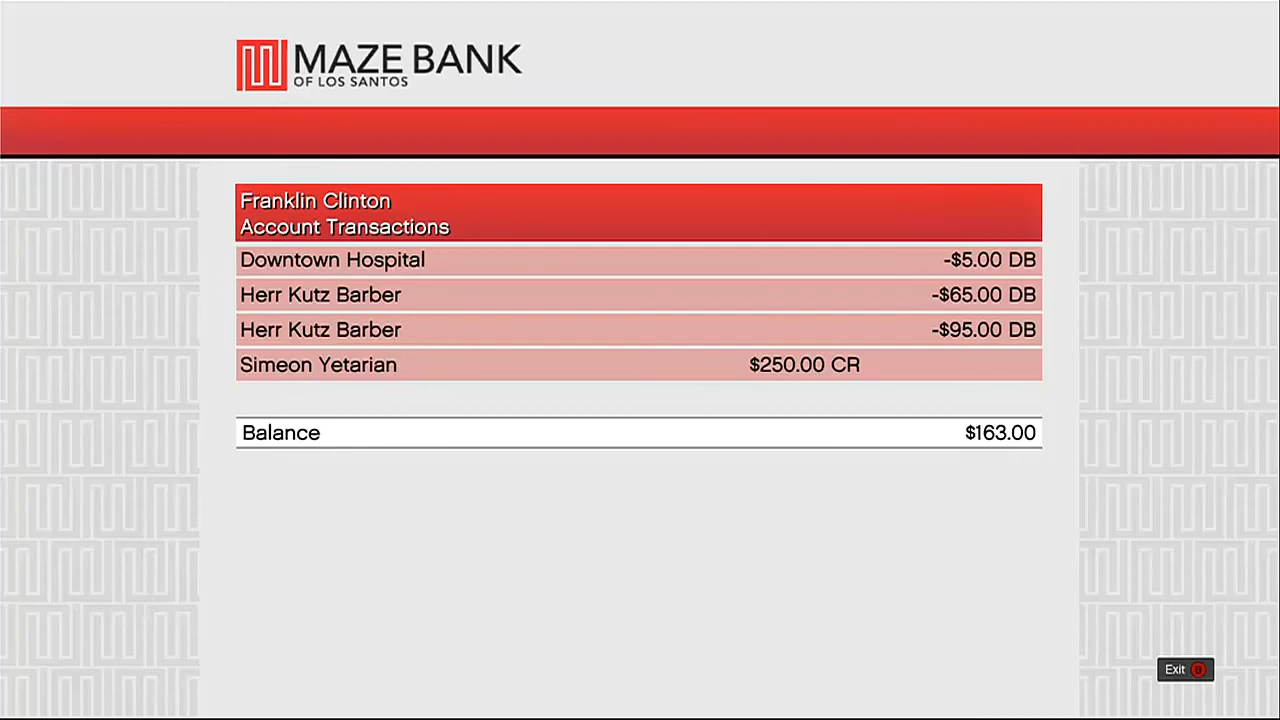 MAZE BANK
OF LOS SANTOS
Franklin Clinton
Account Transactions
Downtown Hospital -$5.00 DB
Herr Kutz Barber -$65.00 DB
Herr Kutz Barber -$95.00 DB
Simeon Yetarian $250.00 CR
Balance $163.00
Exit B